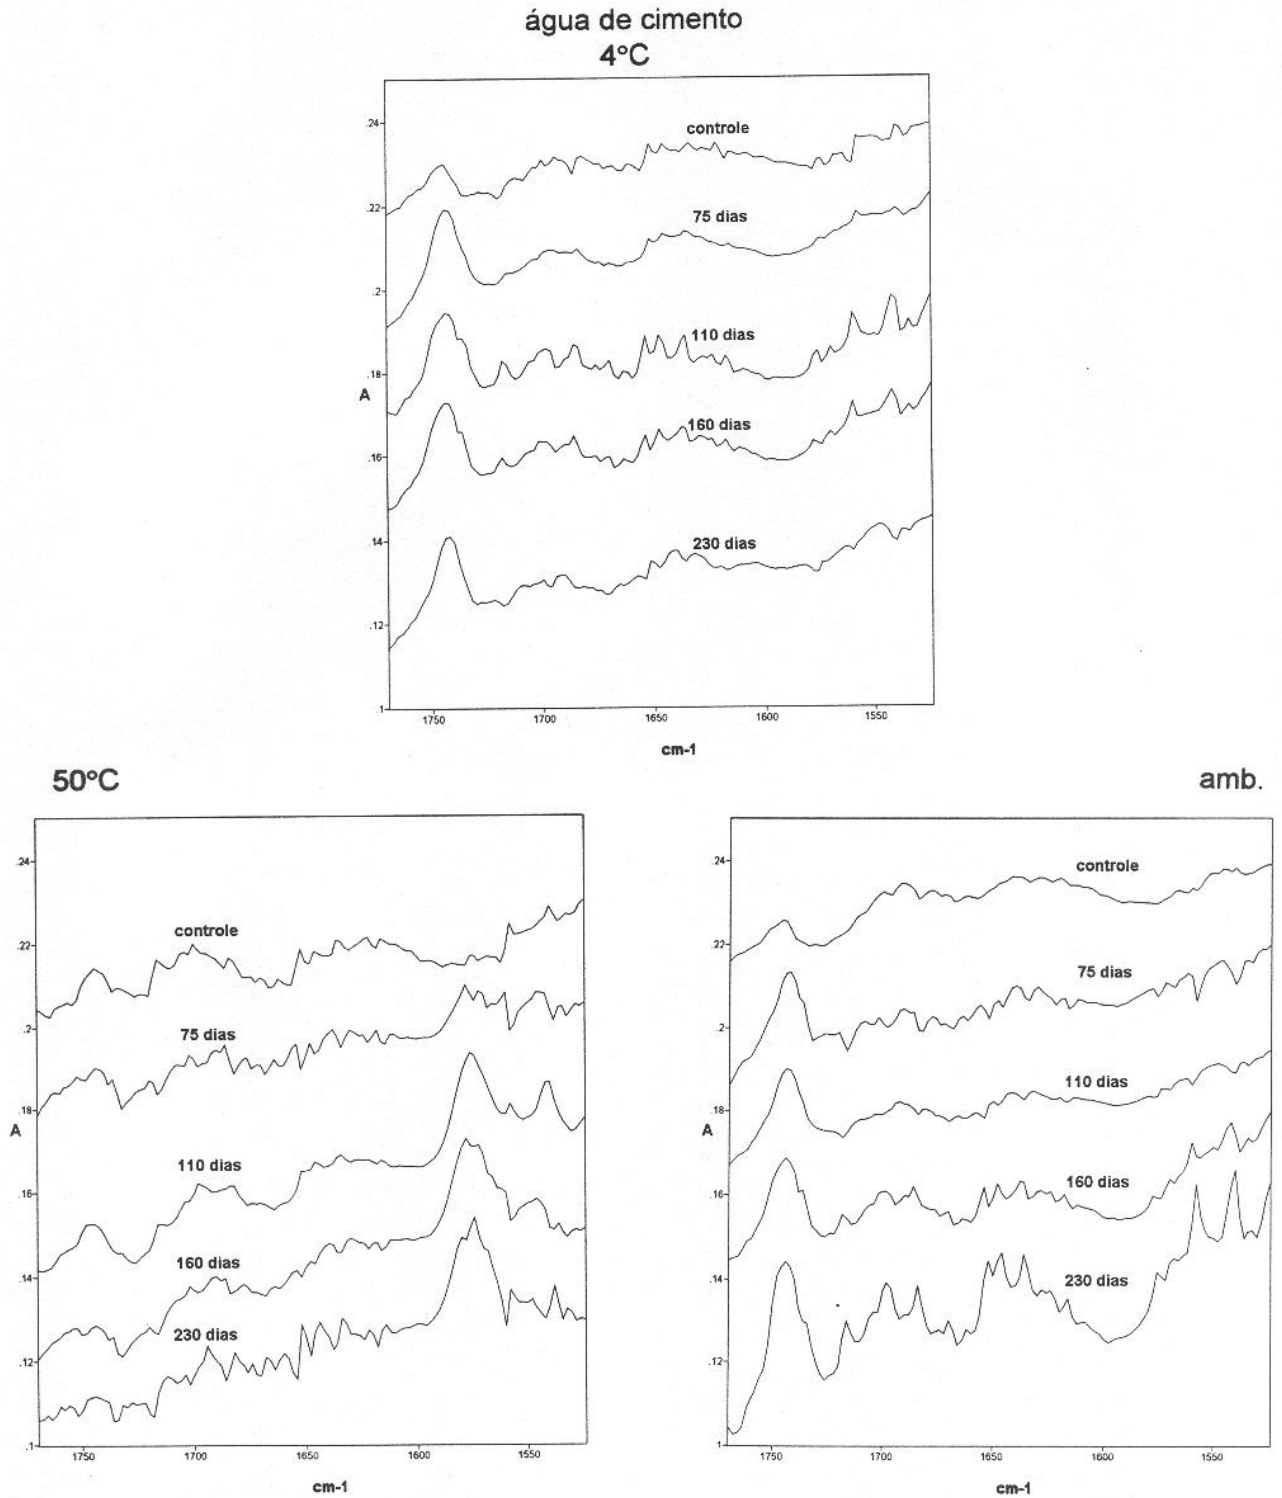 água de cimento
4°C
.24
.22
.2
.18
A
.16
14
.12
.1
controle
75 dias
110 dias
160 dias
230 dias
1750 1700 1650 1600 1550
cm-1
50°C
amb.
.24
.22
.2
.18
A
.16
.14
.12
.1
controle
75 dias
110 dias
160 dias
230 dias
1750 1700 1650 1600 1550
cm-1
.24
.22
.2
.18
A
.16
.14
.12
1
controle
75 dias
110 dias
160 dias
230 dias
1750 1700 1650 1600 1550
cm-1